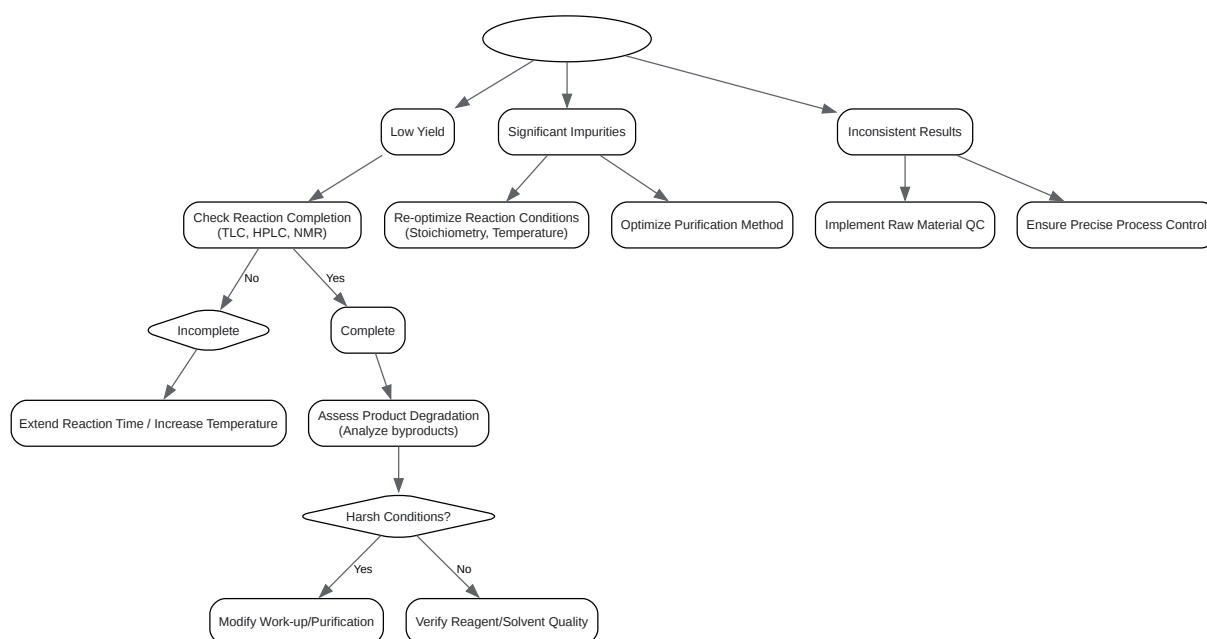 Low Yield
Significant Impurities
Inconsistent Results
Check Reaction Completion
(TLC, HPLC, NMR)
Re-optimize Reaction Conditions
(Stoichiometry, Temperature)
Optimize Purification Method
Implement Raw Material QC
Ensure Precise Process Control
No
Yes
Incomplete
Complete
Extend Reaction Time / Increase Temperature
Assess Product Degradation
(Analyze byproducts)
Harsh Conditions?
Yes
No
Modify Work-up/Purification
Verify Reagent/Solvent Quality